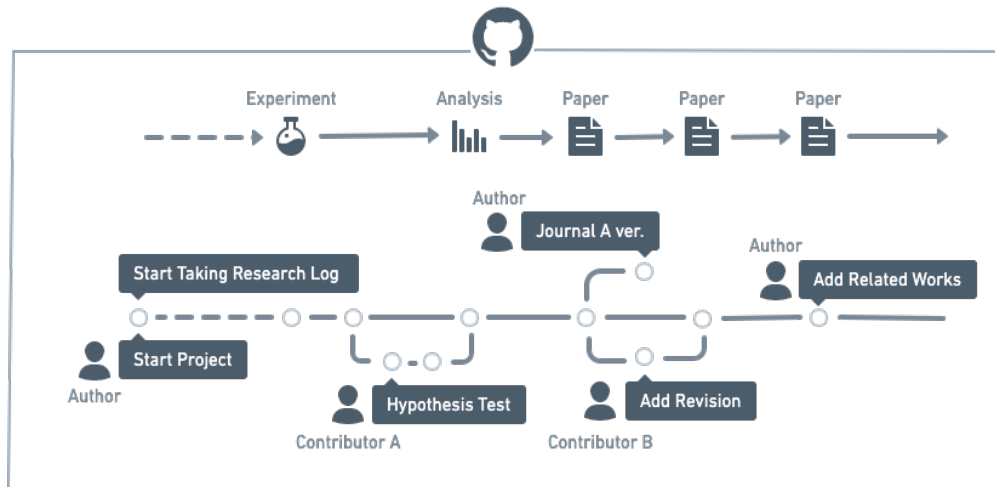 Experiment
Analysis
Paper
Paper
Paper
Author
Journal A ver.
Author
Start Taking Research Log
Add Related Works
Start Project
Author
Hypothesis Test
Add Revision
Contributor A
Contributor B